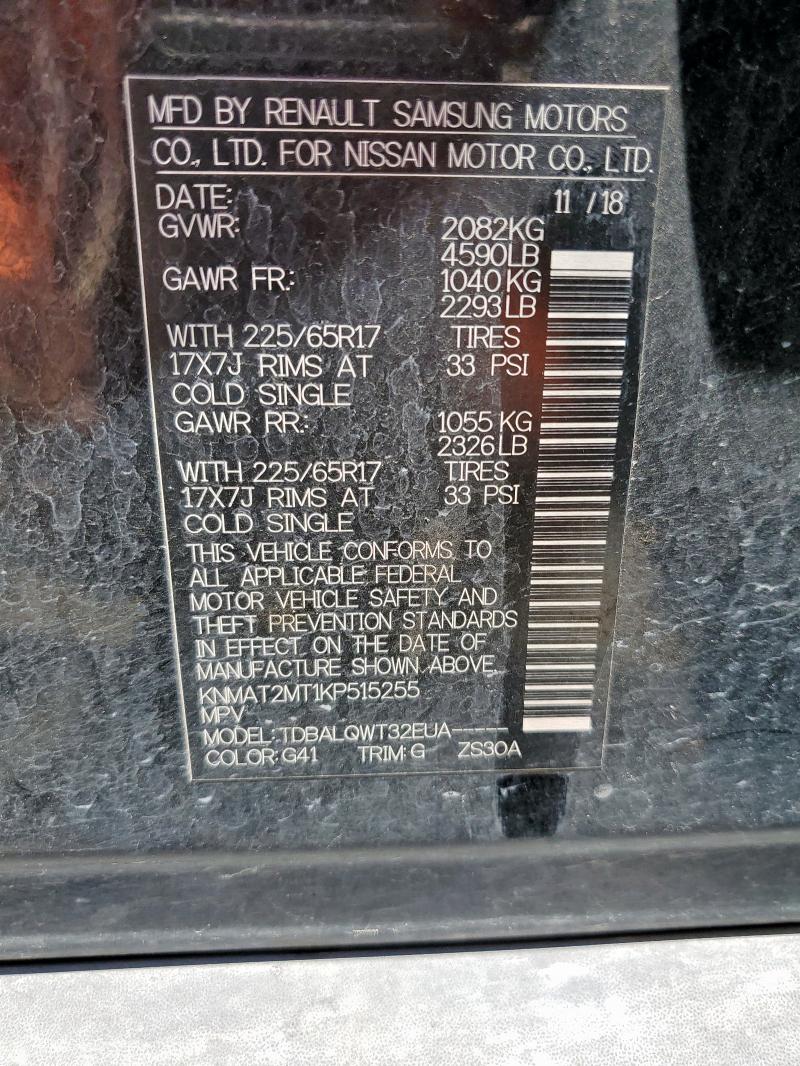 MFD BY RENAULT SAMSUNG MOTORS
CO., LTD. FOR NISSAN MOTOR CO., LTD.
DATE: 11 / 18
GVWR: 2082KG
4590LB
GAWR FR: 1040KG
2293LB
WITH 225/65R17 TIRES
17X7J RIMS AT 33 PSI
COLD SINGLE
GAWR RR: 1055KG
2326LB
WITH 225/65R17 TIRES
17X7J RIMS AT 33 PSI
COLD SINGLE
THIS VEHICLE CONFORMS TO
ALL APPLICABLE FEDERAL
MOTOR VEHICLE SAFETY AND
THEFT PREVENTION STANDARDS
IN EFFECT ON THE DATE OF
MANUFACTURE SHOWN ABOVE.
KNMAT2MT1KP515255
MPV
MODEL: TDBALQWT32EUA-----
COLOR: G41 TRIM: G ZS30A